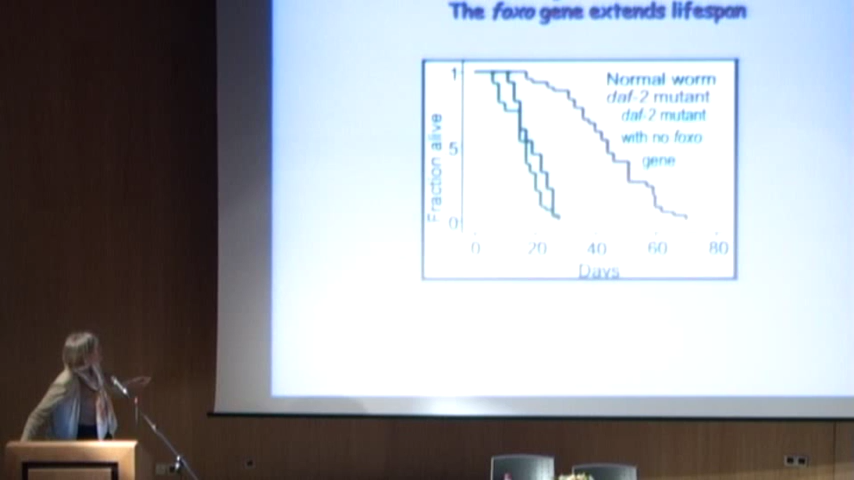 The foxo gene extends lifespan
Normal worm
daf-2 mutant
daf-2 mutant
with no foxo
gene
Fraction alive
1
5
0
0 20 40 60 80
Days